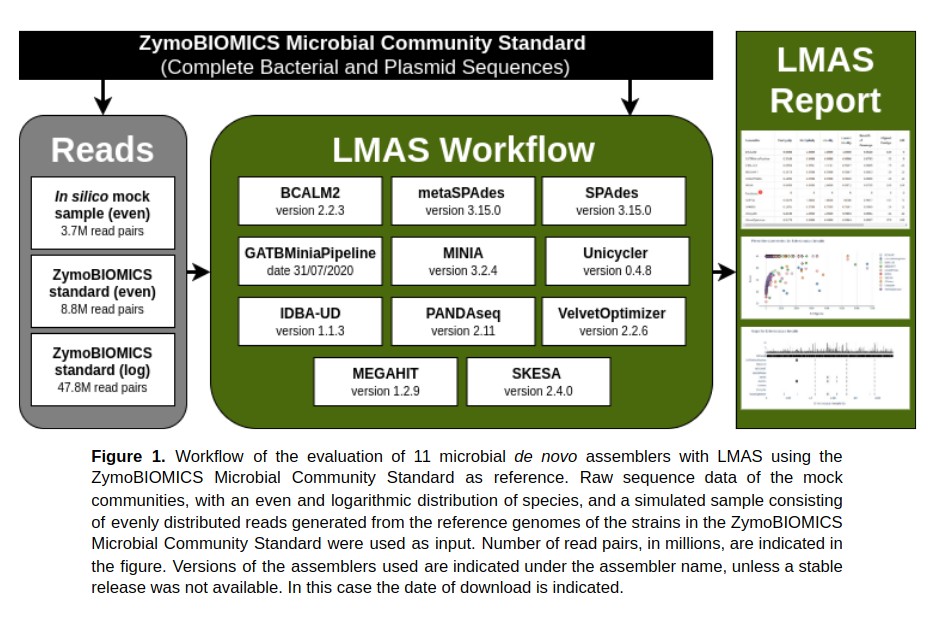 ZymoBIOMICS Microbial Community Standard
(Complete Bacterial and Plasmid Sequences)
Reads
In silico mock
sample (even)
3.7M read pairs
ZymoBIOMICS
standard (even)
8.8M read pairs
ZymoBIOMICS
standard (log)
47.8M read pairs
LMAS Workflow
BCALM2
version 2.2.3
metaSPAdes
version 3.15.0
SPAdes
version 3.15.0
GATBMiniaPipeline
date 31/07/2020
MINIA
version 3.2.4
Unicycler
version 0.4.8
IDBA-UD
version 1.1.3
PANDAseq
version 2.11
VelvetOptimizer
version 2.2.6
MEGAHIT
version 1.2.9
SKESA
version 2.4.0
LMAS
Report
Figure 1. Workflow of the evaluation of 11 microbial de novo assemblers with LMAS using the
ZymoBIOMICS Microbial Community Standard as reference. Raw sequence data of the mock
communities, with an even and logarithmic distribution of species, and a simulated sample consisting
of evenly distributed reads generated from the reference genomes of the strains in the ZymoBIOMICS
Microbial Community Standard were used as input. Number of read pairs, in millions, are indicated in
the figure. Versions of the assemblers used are indicated under the assembler name, unless a stable
release was not available. In this case the date of download is indicated.